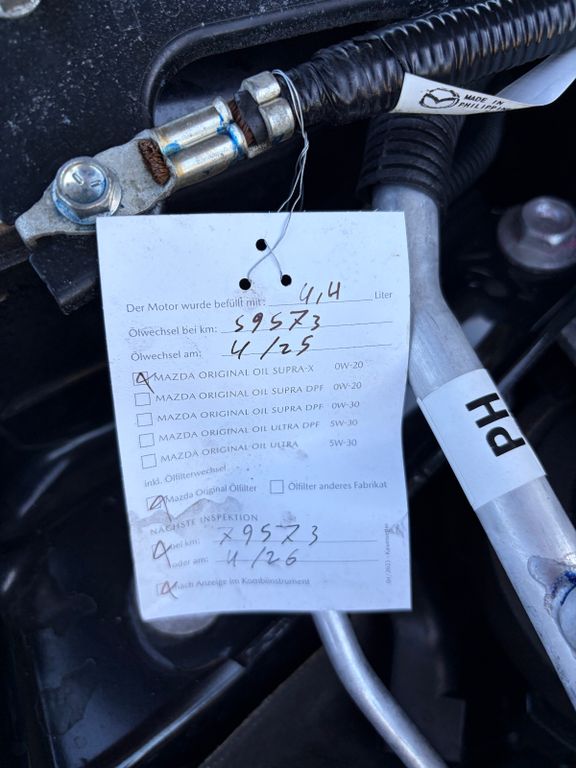 MADE IN
PHILIPPIN
Der Motor wurde befüllt mit: 4,4 Liter
Ölwechsel bei km: 59573
Ölwechsel am: 4/25
MAZDA ORIGINAL OIL SUPRA-X 0W-20
MAZDA ORIGINAL OIL SUPRA DPF 0W-20
MAZDA ORIGINAL OIL SUPRA DPF 0W-30
MAZDA ORIGINAL OIL ULTRA DPF 5W-30
MAZDA ORIGINAL OIL ULTRA 5W-30
inkl. Ölfilterwechsel
Mazda Original Ölfilter Ölfilter anderes Fabrikat
NÄCHSTE INSPEKTION
bei km: 79573
oder am: 4/26
nach Anzeige im Kombiinstrument
PH